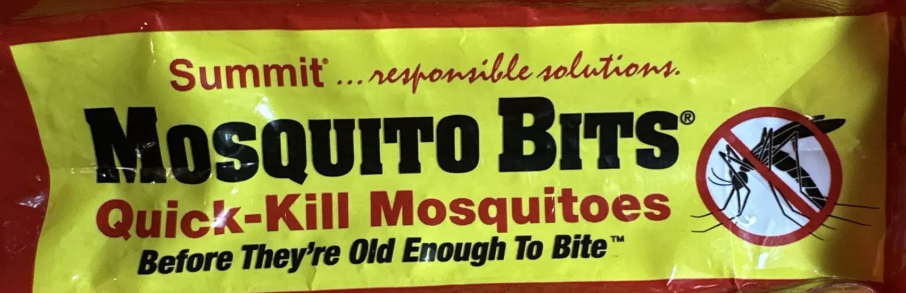 Summit® ...responsible solutions.
MOSQUITO BITS®
Quick-Kill Mosquitoes
Before They're Old Enough To Bite™